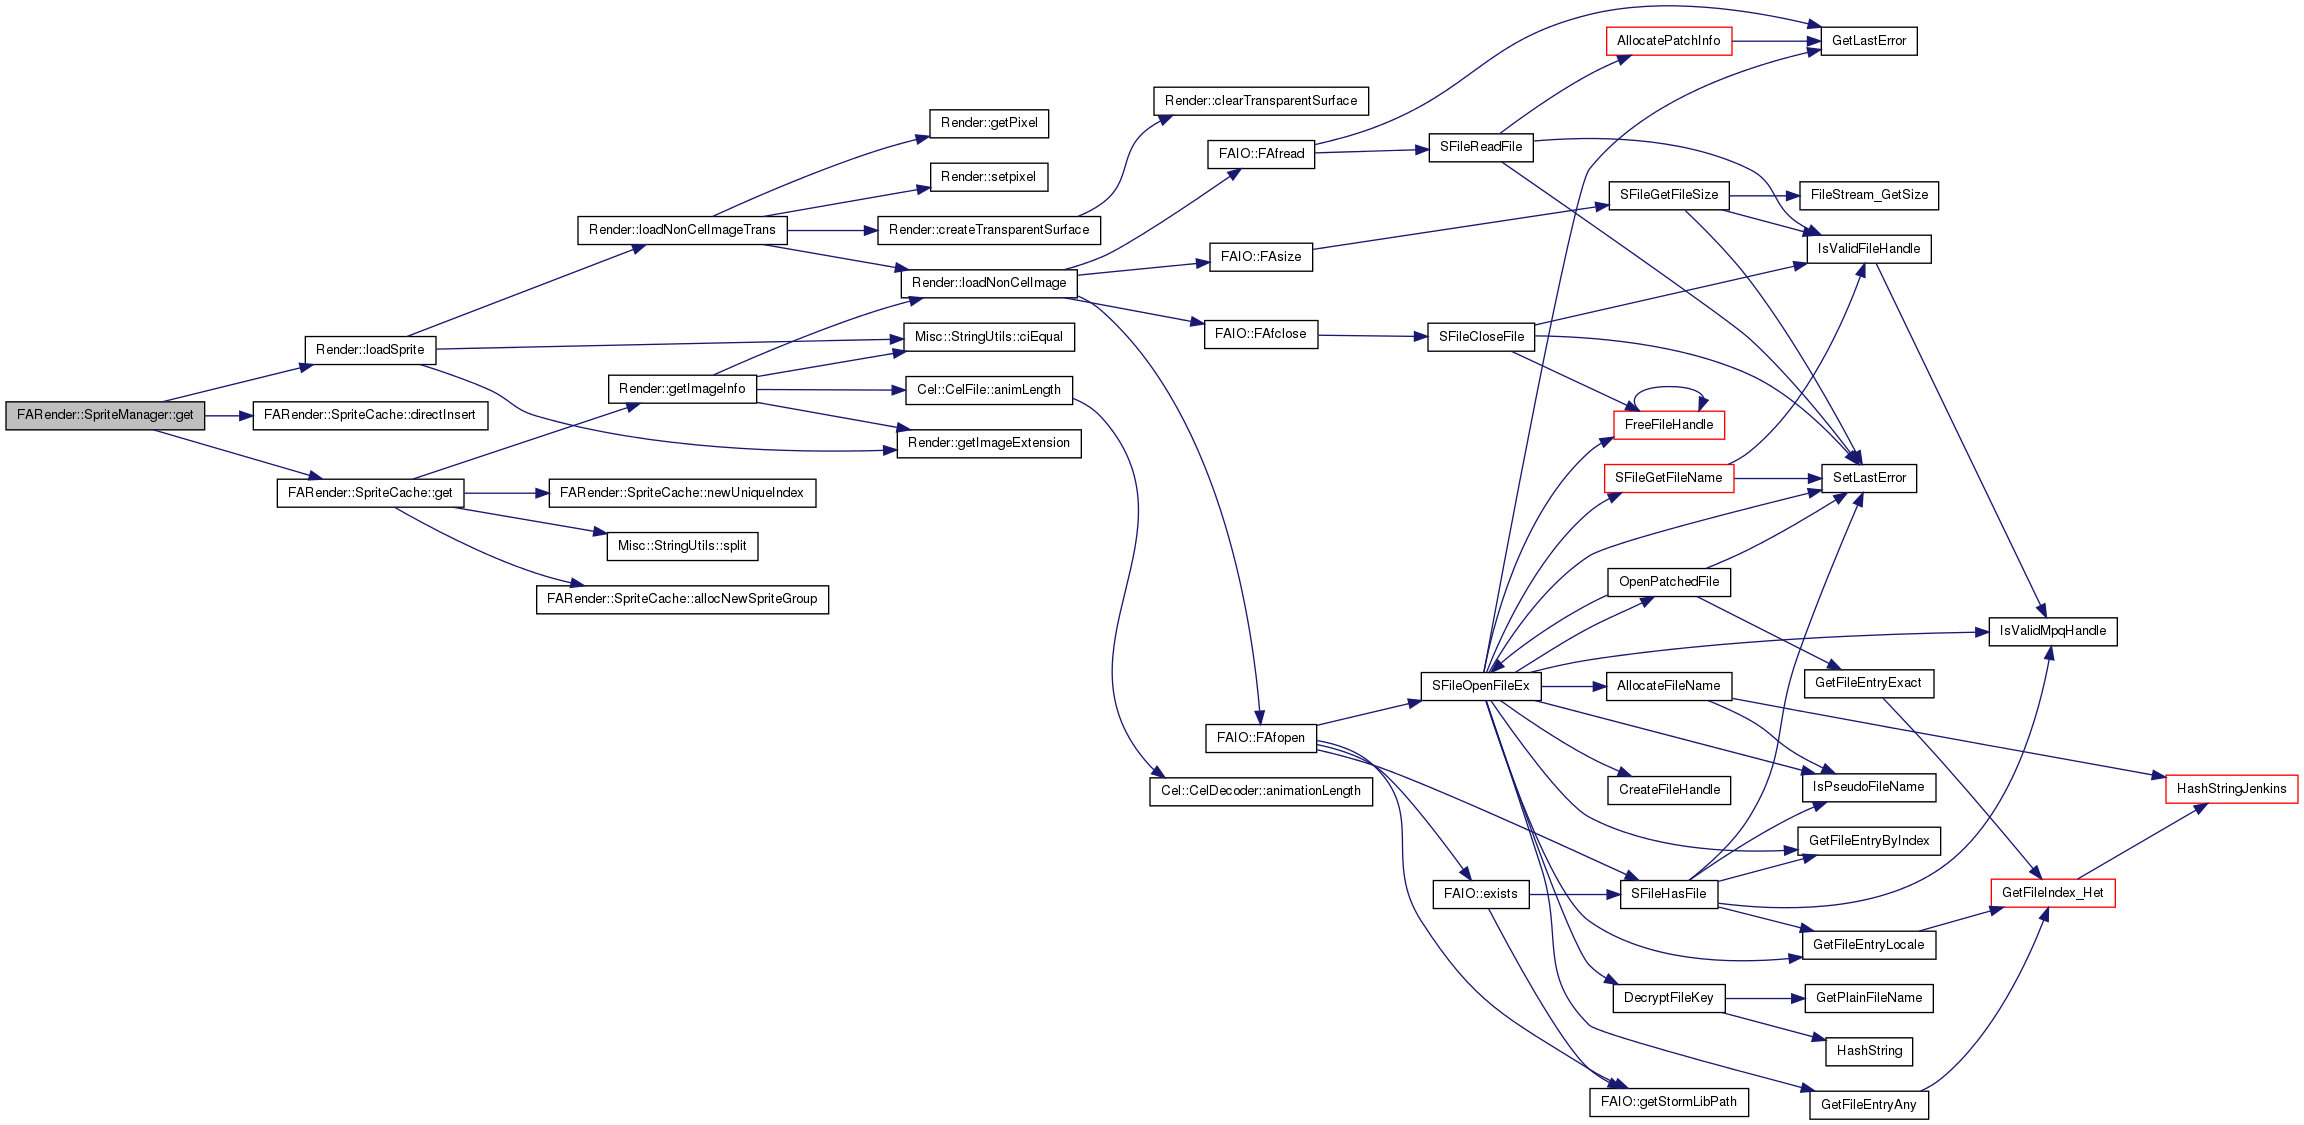 FARender::SpriteManager::get
Render::loadSprite
FARender::SpriteCache::directInsert
FARender::SpriteCache::get
Render::loadNonCelImageTrans
Render::getImageInfo
FARender::SpriteCache::newUniqueIndex
Misc::StringUtils::split
FARender::SpriteCache::allocNewSpriteGroup
Render::getPixel
Render::setpixel
Render::createTransparentSurface
Render::loadNonCelImage
Misc::StringUtils::ciEqual
Cel::CelFile::animLength
Render::getImageExtension
Render::clearTransparentSurface
FAIO::FAfread
FAIO::FAsize
FAIO::FAfclose
FAIO::FAfopen
Cel::CelDecoder::animationLength
SFileReadFile
SFileCloseFile
SFileOpenFileEx
FAIO::exists
AllocatePatchInfo
SFileGetFileSize
FreeFileHandle
SFileGetFileName
OpenPatchedFile
AllocateFileName
CreateFileHandle
SFileHasFile
DecryptFileKey
FAIO::getStormLibPath
GetLastError
FileStream_GetSize
IsValidFileHandle
SetLastError
GetFileEntryExact
IsPseudoFileName
GetFileEntryByIndex
GetFileEntryLocale
GetPlainFileName
HashString
GetFileEntryAny
IsValidMpqHandle
GetFileIndex_Het
HashStringJenkins